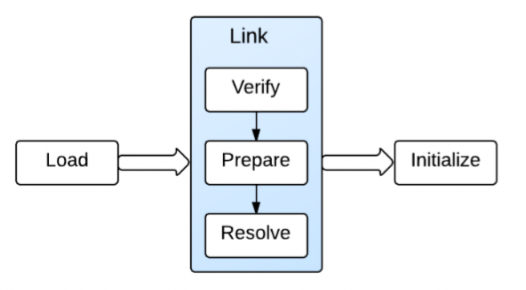 Link
Verify
Load
Prepare
Initialize
Resolve